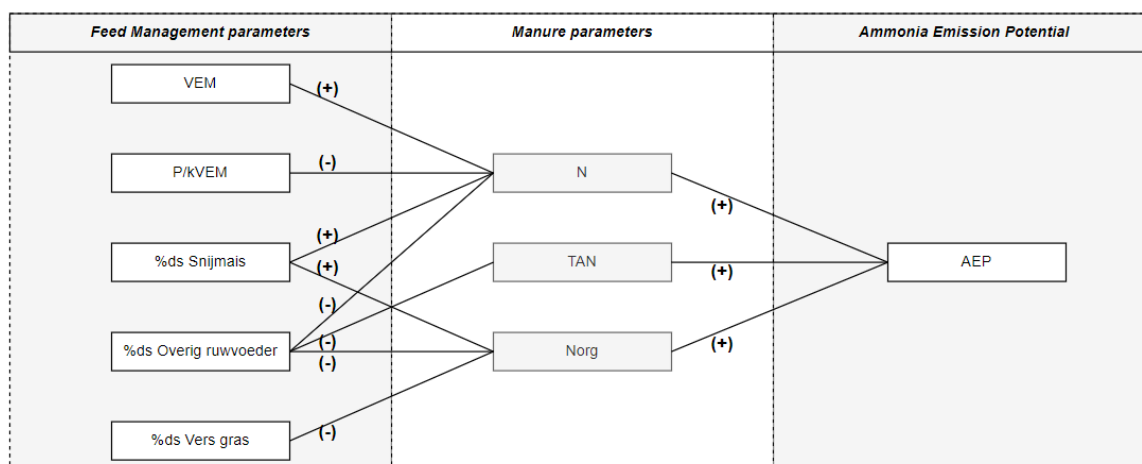 Feed Management parameters
Manure parameters
Ammonia Emission Potential
VEM
(+)
P/kVEM
(-)
N
(+)
%ds Snijmais
(+)
(+)
TAN
(+)
AEP
(-)
%ds Overig ruwvoeder
(-)
(-)
Norg
(+)
%ds Vers gras
(-)